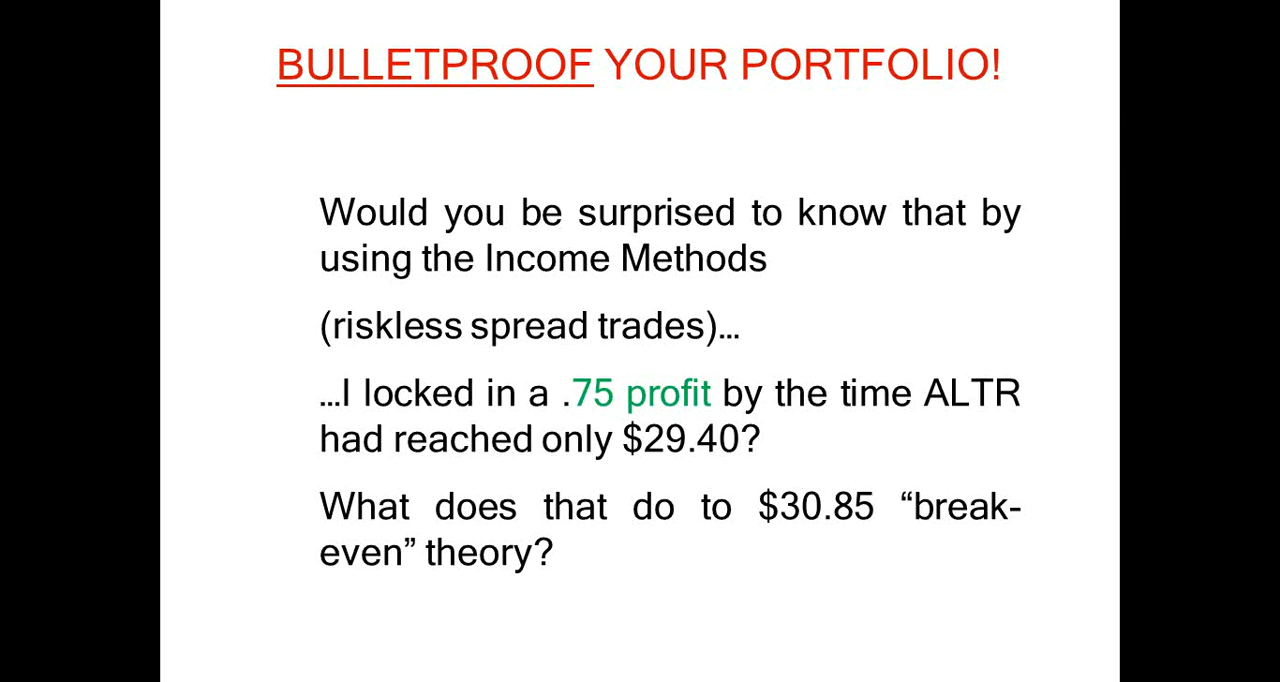 BULLETPROOF YOUR PORTFOLIO!
Would you be surprised to know that by
using the Income Methods
(riskless spread trades)…
…I locked in a .75 profit by the time ALTR
had reached only $29.40?
What does that do to $30.85 “break-
even” theory?